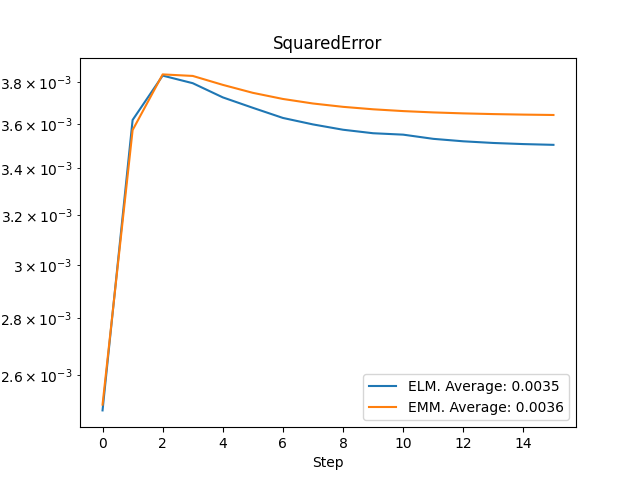 SquaredError
3.8 × 10⁻³
3.6 × 10⁻³
3.4 × 10⁻³
3.2 × 10⁻³
3 × 10⁻³
2.8 × 10⁻³
2.6 × 10⁻³
ELM. Average: 0.0035
EMM. Average: 0.0036
0 2 4 6 8 10 12 14
Step